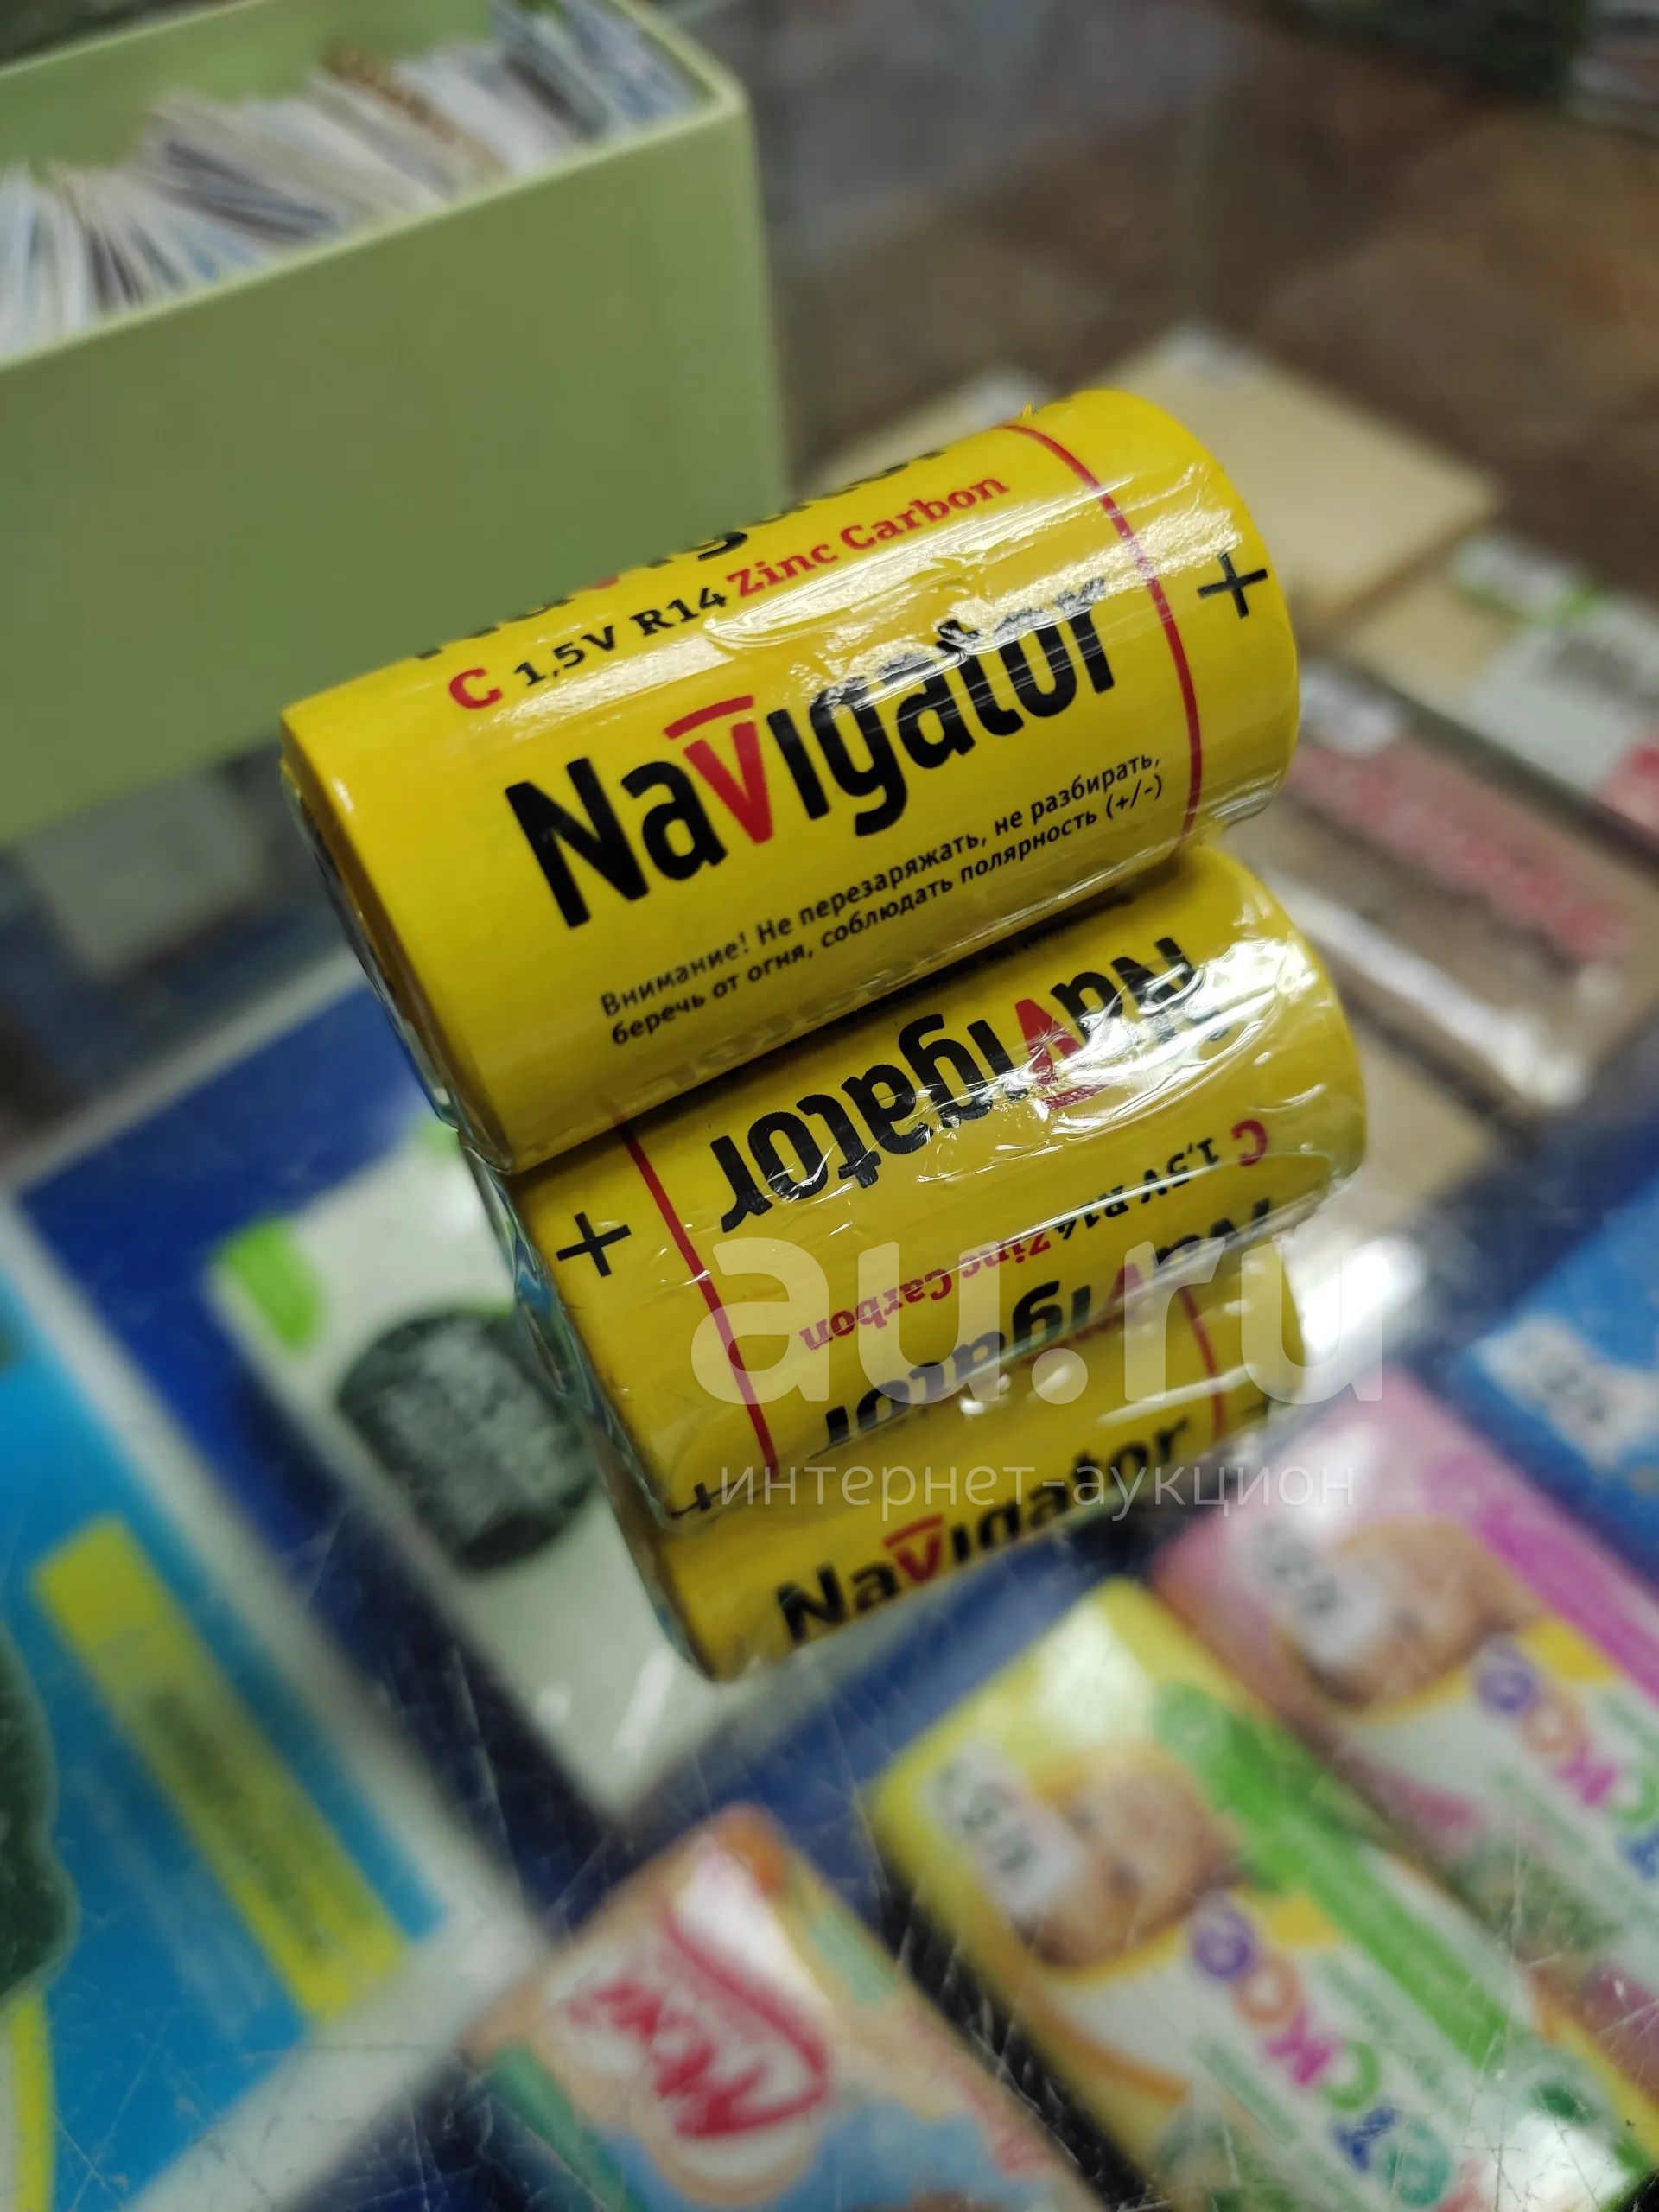 Navigator
C 1,5V R14 Zinc Carbon
Navigator
+
Внимание! Не перезаряжать, не разбирать,
беречь от огня, соблюдать полярность (+/-)
Navigator
+
C 1,5V R14 Zinc Carbon
Navigator
+
Navigator
au.ru
интернет-аукцион